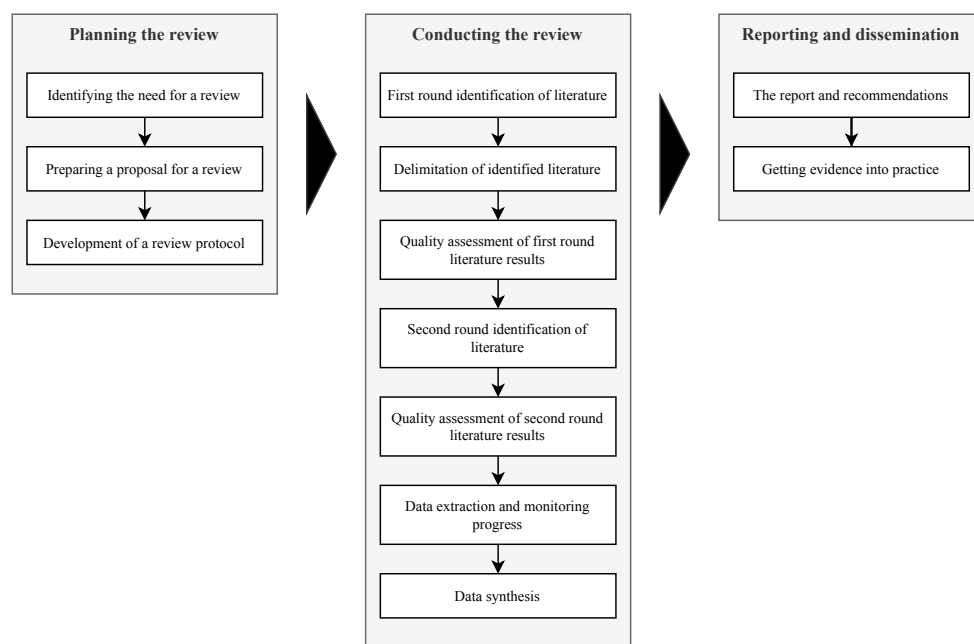 Planning the review
Identifying the need for a review
Preparing a proposal for a review
Development of a review protocol
Conducting the review
First round identification of literature
Delimitation of identified literature
Quality assessment of first round
literature results
Second round identification of
literature
Quality assessment of second round
literature results
Data extraction and monitoring
progress
Data synthesis
Reporting and dissemination
The report and recommendations
Getting evidence into practice